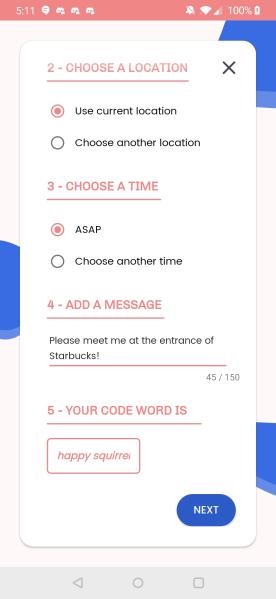 5:11
100%
2 - CHOOSE A LOCATION
Use current location
Choose another location
3 - CHOOSE A TIME
ASAP
Choose another time
4 - ADD A MESSAGE
Please meet me at the entrance of
Starbucks!
45 / 150
5 - YOUR CODE WORD IS
happy squirrel
NEXT